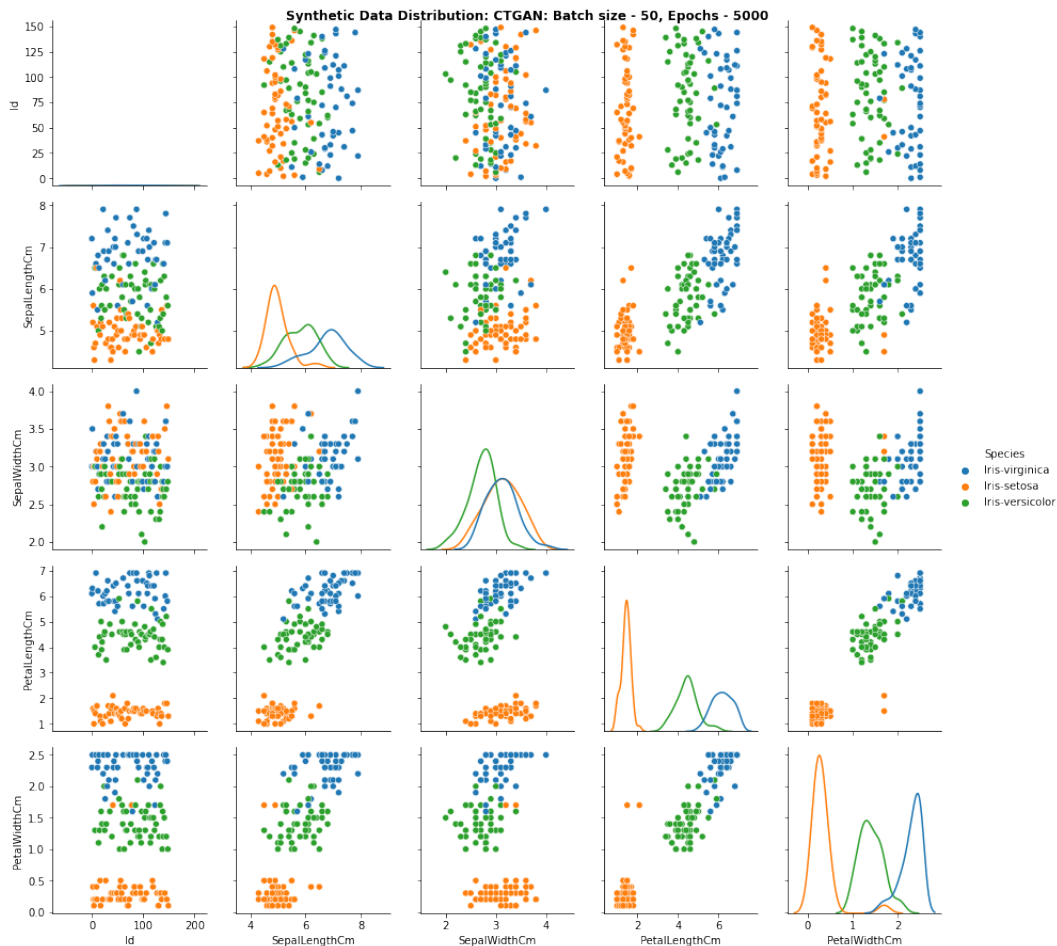 Synthetic Data Distribution: CTGAN: Batch size - 50, Epochs - 5000
150
125
100
75
50
25
0
Id
8
7
6
5
SepalLengthCm
4.0
3.5
3.0
2.5
2.0
SepalWidthCm
Species
Iris-virginica
Iris-setosa
Iris-versicolor
7
6
5
4
3
2
1
PetalLengthCm
2.5
2.0
1.5
1.0
0.5
0.0
PetalWidthCm
0 100 200
4 6 8
2 3 4
2 4 6
0 1 2
Id SepalLengthCm SepalWidthCm PetalLengthCm PetalWidthCm